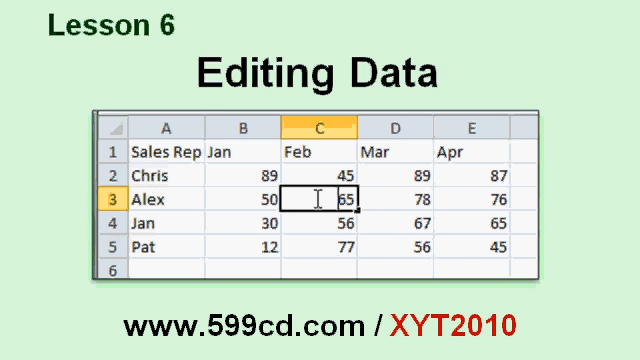 Lesson 6
Editing Data
A B C D E
1 Sales Rep Jan Feb Mar Apr
2 Chris 89 45 89 87
3 Alex 50 65 78 76
4 Jan 30 56 67 65
5 Pat 12 77 56 45
6
www.599cd.com / XYT2010